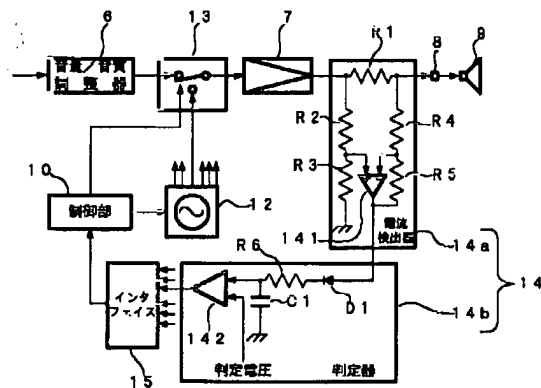 6
13
7
R1
8
9
音量／音質
調整器
R2
R4
R3
R5
10
制御部
12
141
電流
検出器
14a
14
R6
インタ
フェイス
142
C1
D1
14b
判定電圧
判定器
15